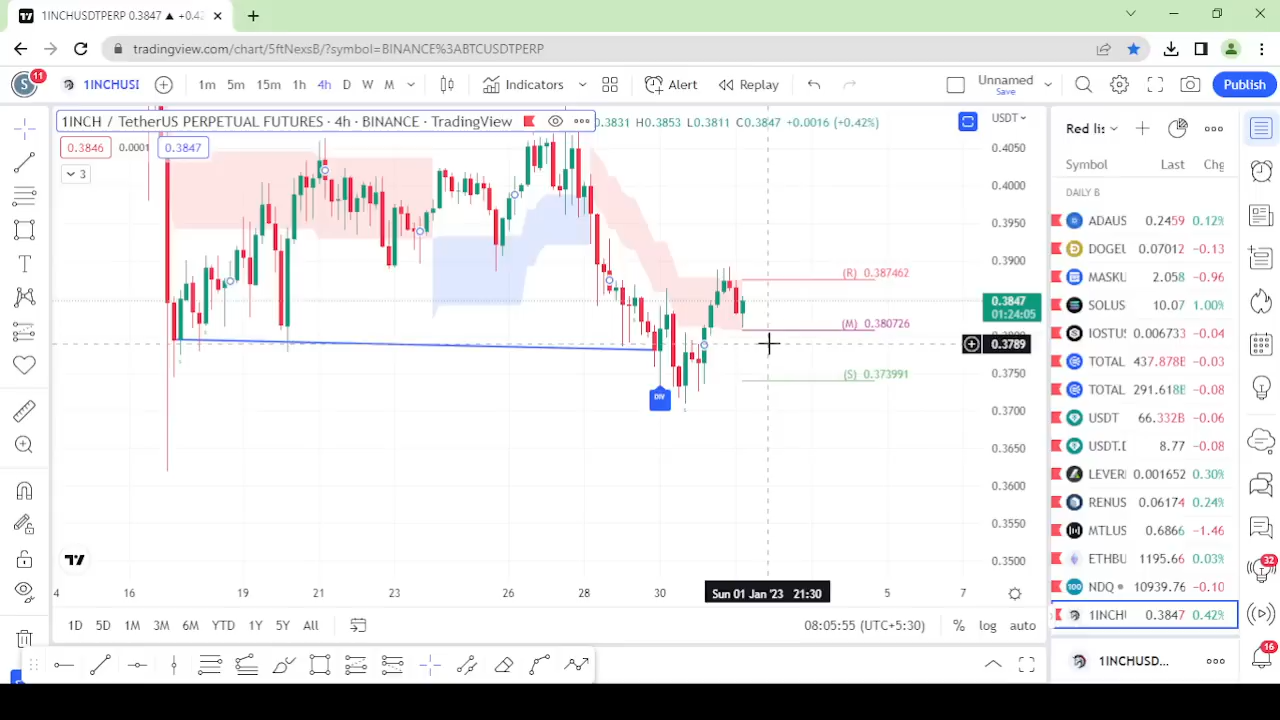 1INCHUSDTPERP 0.3847 ▲ +0.42
tradingview.com/chart/5ftNexsB/?symbol=BINANCE%3ABTCUSDTPERP
S 11 1INCHUSI 1m 5m 15m 1h 4h D W M Indicators Alert Replay Unnamed Save Publish
1INCH / TetherUS PERPETUAL FUTURES · 4h · BINANCE · TradingView 0.3831 H0.3853 L0.3811 C0.3847 +0.0016 (+0.42%) USDT
0.3846 0.0001 0.3847
3
0.4050
0.4000
0.3950
0.3900
0.3847
01:24:05
0.3789
0.3750
0.3700
0.3650
0.3600
0.3550
0.3500
(R) 0.387462
(M) 0.380726
(S) 0.373991
DIV
4 16 19 21 23 26 28 30 Sun 01 Jan '23 21:30 5 7
1D 5D 1M 3M 6M YTD 1Y 5Y All 08:05:55 (UTC+5:30) % log auto
Red lis
Symbol Last Chg
DAILY B
ADAUS 0.2459 0.12%
DOGEU 0.07012 -0.13
MASKU 2.058 -0.96
SOLUS 10.07 1.00%
IOSTUS 0.006733 -0.04
TOTAL 437.878B -0.03
TOTAL 291.618B -0.08
USDT 66.332B -0.06
USDT.D 8.77 -0.08
LEVERI 0.001652 0.30%
RENUS 0.06174 0.24%
MTLUS 0.6866 -1.46
ETHBU 1195.66 0.03%
NDQ 10939.76 -0.10
1INCHU 0.3847 0.42%
1INCHUSD...
32
16